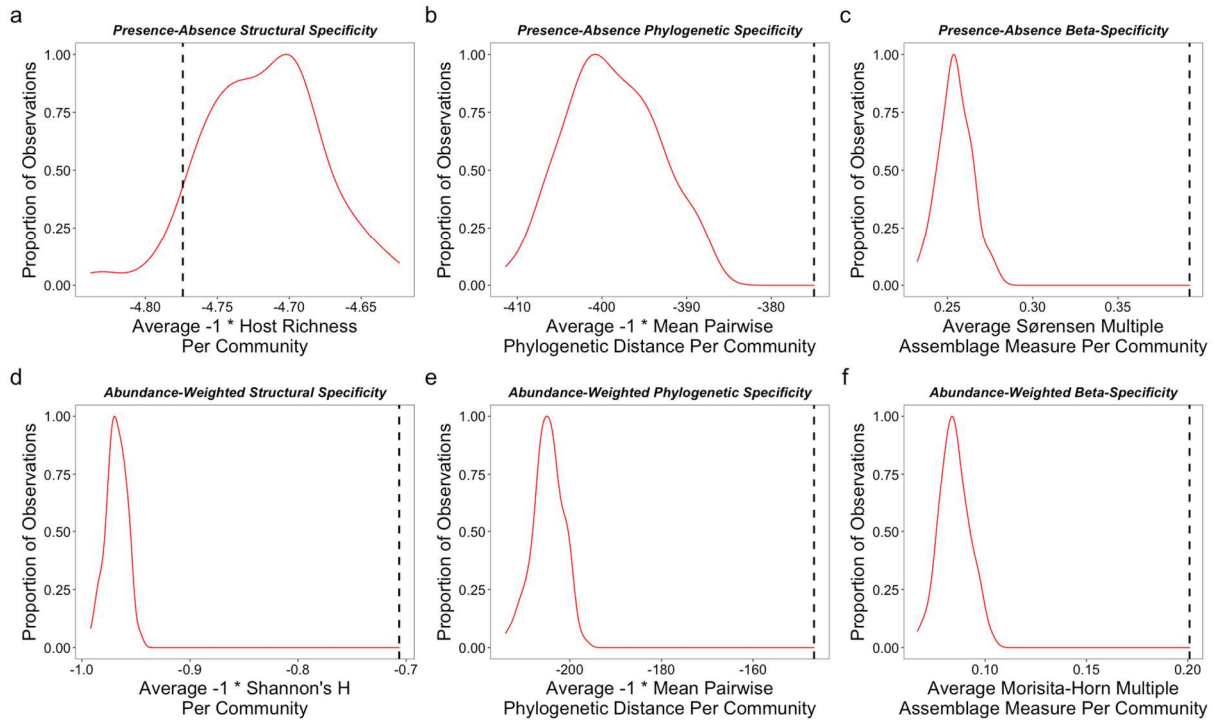 a
Presence-Absence Structural Specificity
1.00
0.75
0.50
0.25
0.00
Proportion of Observations
-4.80
-4.75
-4.70
-4.65
Average -1 * Host Richness
Per Community
b
Presence-Absence Phylogenetic Specificity
1.00
0.75
0.50
0.25
0.00
Proportion of Observations
-410
-400
-390
-380
Average -1 * Mean Pairwise
Phylogenetic Distance Per Community
c
Presence-Absence Beta-Specificity
1.00
0.75
0.50
0.25
0.00
Proportion of Observations
0.25
0.30
0.35
Average Sørensen Multiple
Assemblage Measure Per Community
d
Abundance-Weighted Structural Specificity
1.00
0.75
0.50
0.25
0.00
Proportion of Observations
-1.0
-0.9
-0.8
-0.7
Average -1 * Shannon's H
Per Community
e
Abundance-Weighted Phylogenetic Specificity
1.00
0.75
0.50
0.25
0.00
Proportion of Observations
-200
-180
-160
Average -1 * Mean Pairwise
Phylogenetic Distance Per Community
f
Abundance-Weighted Beta-Specificity
1.00
0.75
0.50
0.25
0.00
Proportion of Observations
0.10
0.15
0.20
Average Morisita-Horn Multiple
Assemblage Measure Per Community